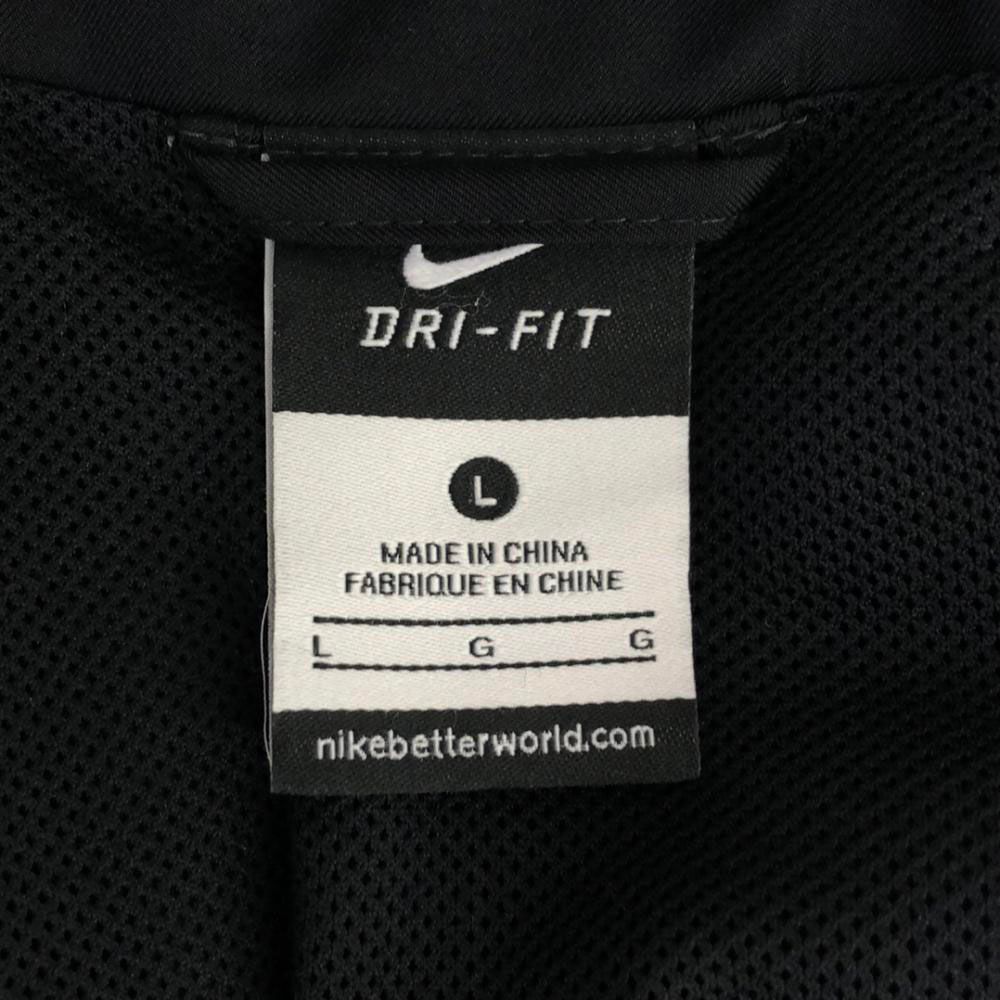 DRI-FIT
L
MADE IN CHINA
FABRIQUE EN CHINE
L G G
nikebetterworld.com